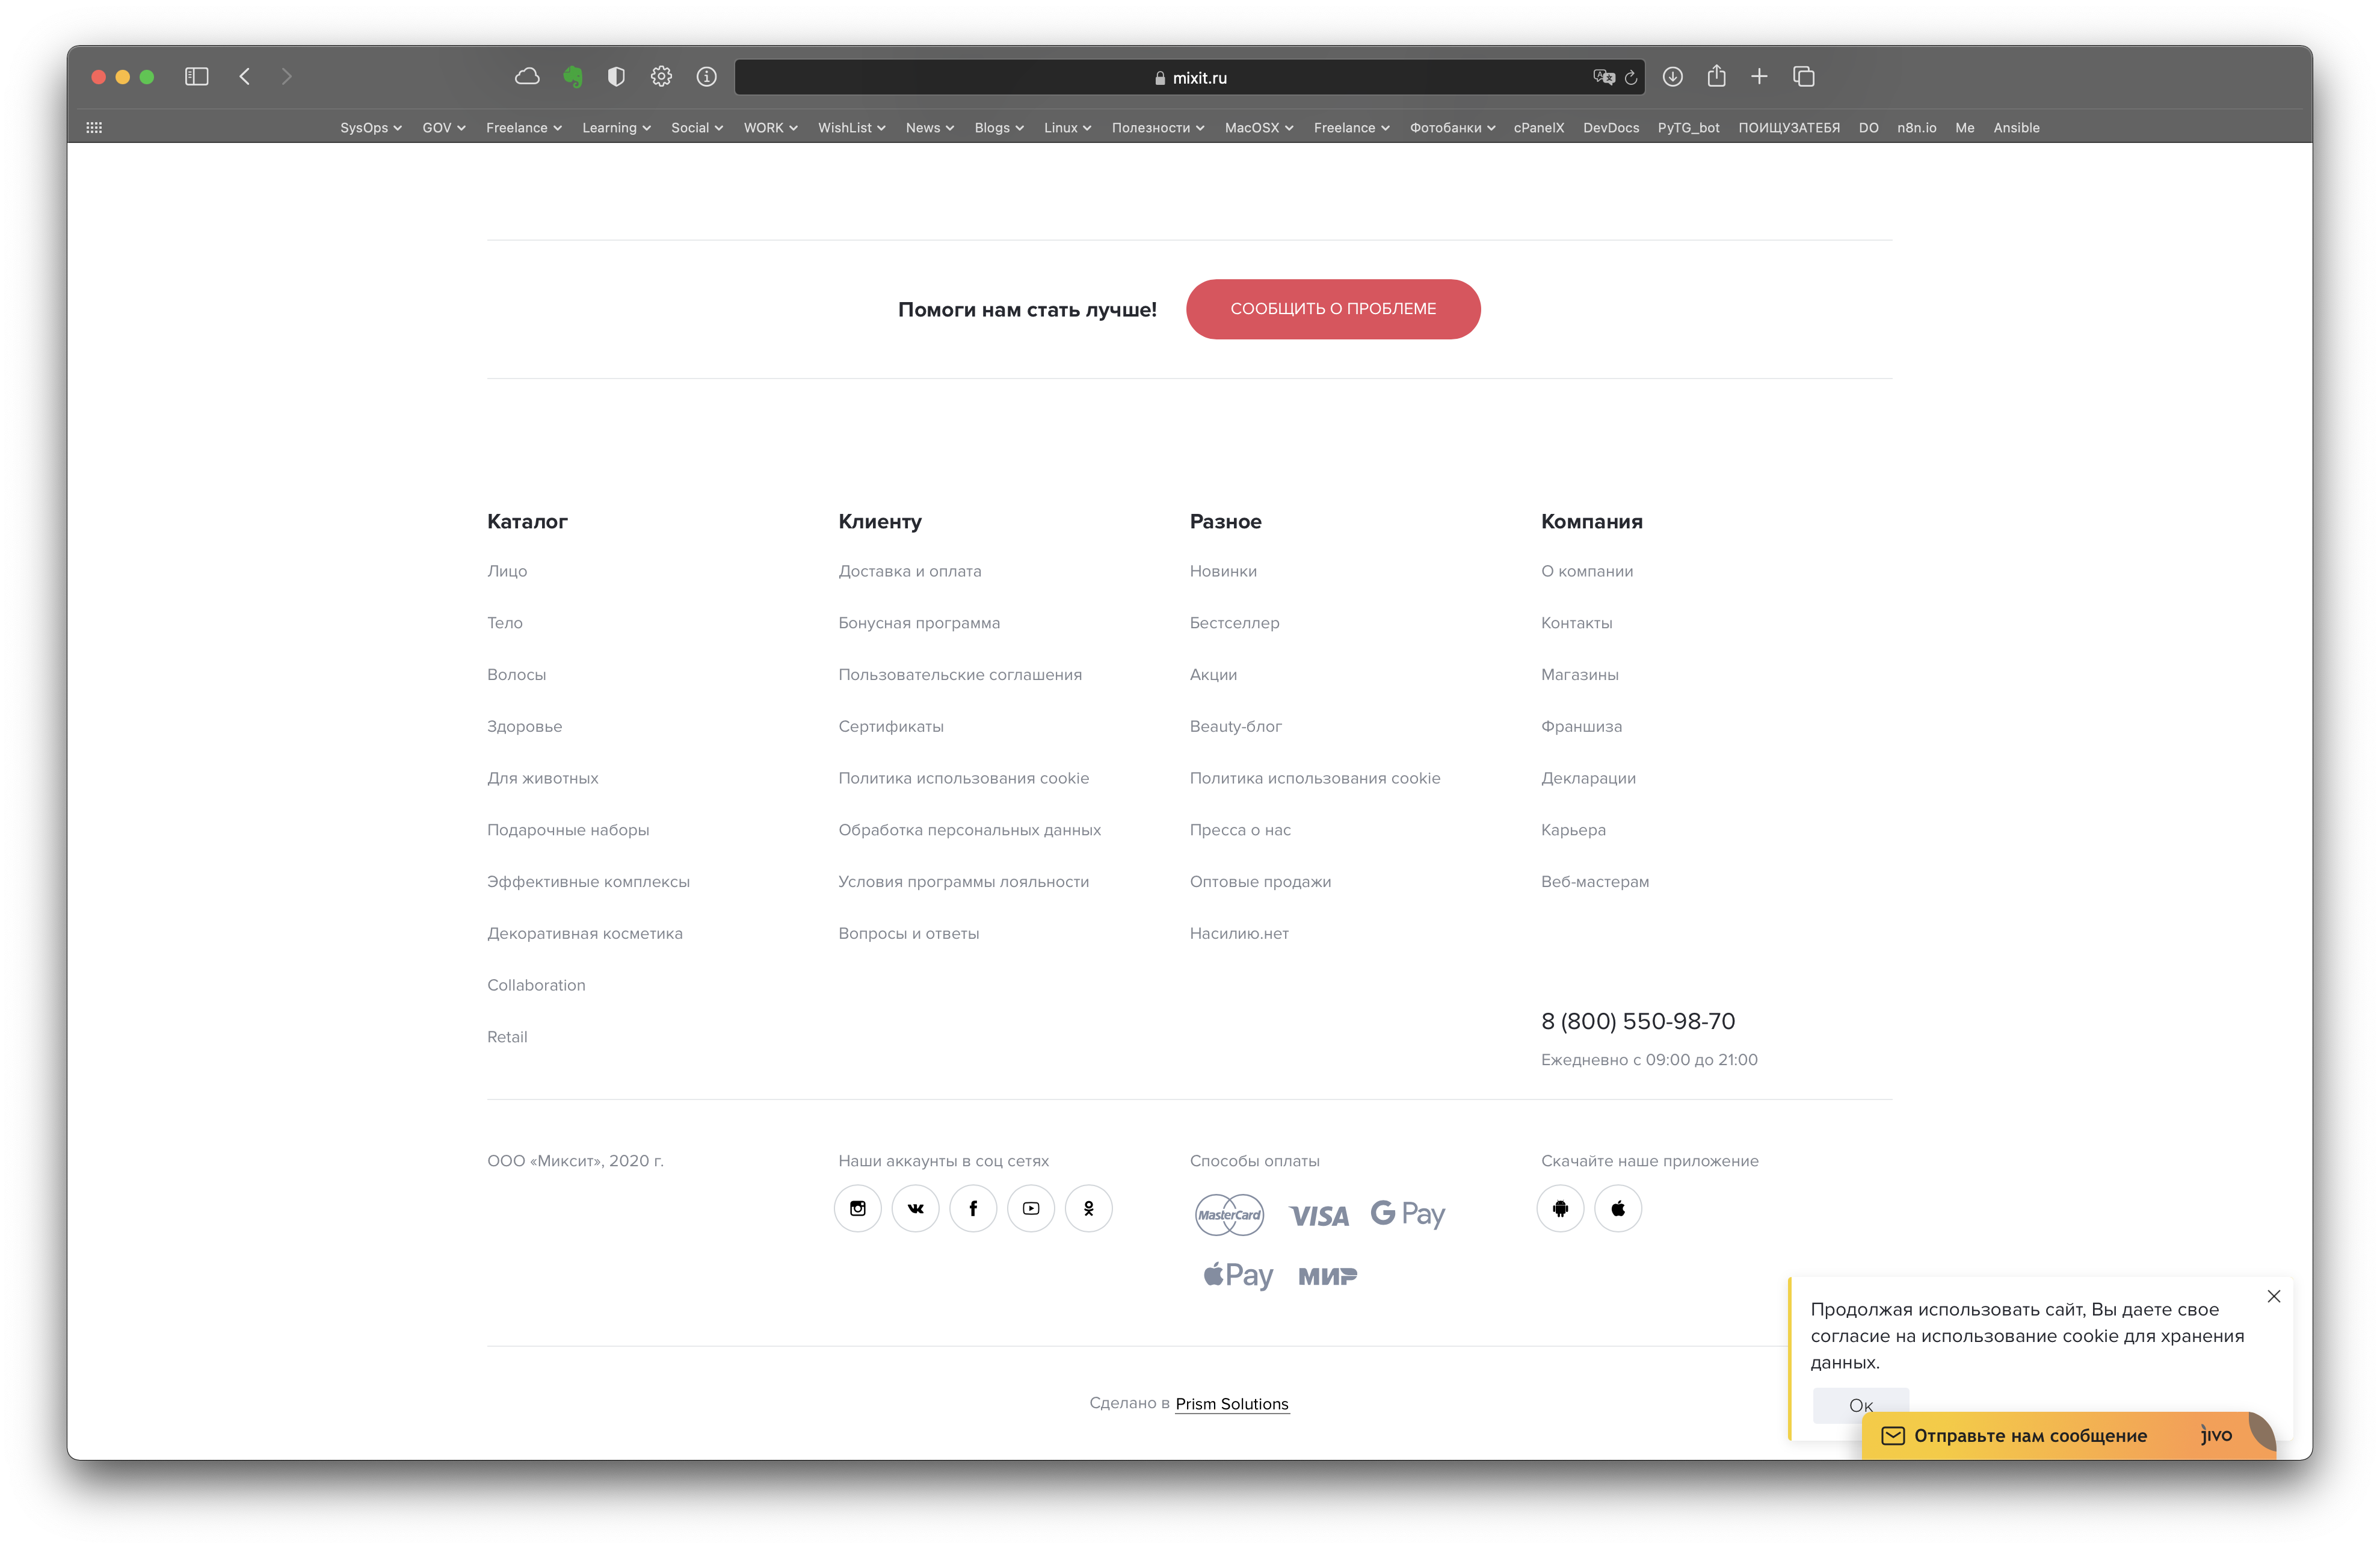 mixit.ru
SysOps GOV Freelance Learning Social WORK WishList News Blogs Linux Полезности MacOSX Freelance Фотобанки cPanelX DevDocs PyTG_bot ПОИЩУЗАТЕБЯ DO n8n.io Me Ansible
Помоги нам стать лучше! СООБЩИТЬ О ПРОБЛЕМЕ
Каталог
Лицо
Тело
Волосы
Здоровье
Для животных
Подарочные наборы
Эффективные комплексы
Декоративная косметика
Collaboration
Retail
Клиенту
Доставка и оплата
Бонусная программа
Пользовательские соглашения
Сертификаты
Политика использования cookie
Обработка персональных данных
Условия программы лояльности
Вопросы и ответы
Разное
Новинки
Бестселлер
Акции
Beauty-блог
Политика использования cookie
Пресса о нас
Оптовые продажи
Насилию.нет
Компания
О компании
Контакты
Магазины
Франшиза
Декларации
Карьера
Веб-мастерам
8 (800) 550-98-70
Ежедневно с 09:00 до 21:00
ООО «Миксит», 2020 г.
Наши аккаунты в соц сетях
Способы оплаты
MasterCard VISA G Pay
Pay МИР
Скачайте наше приложение
Сделано в Prism Solutions
Продолжая использовать сайт, Вы даете свое
согласие на использование cookie для хранения
данных.
Ок
Отправьте нам сообщение jivo